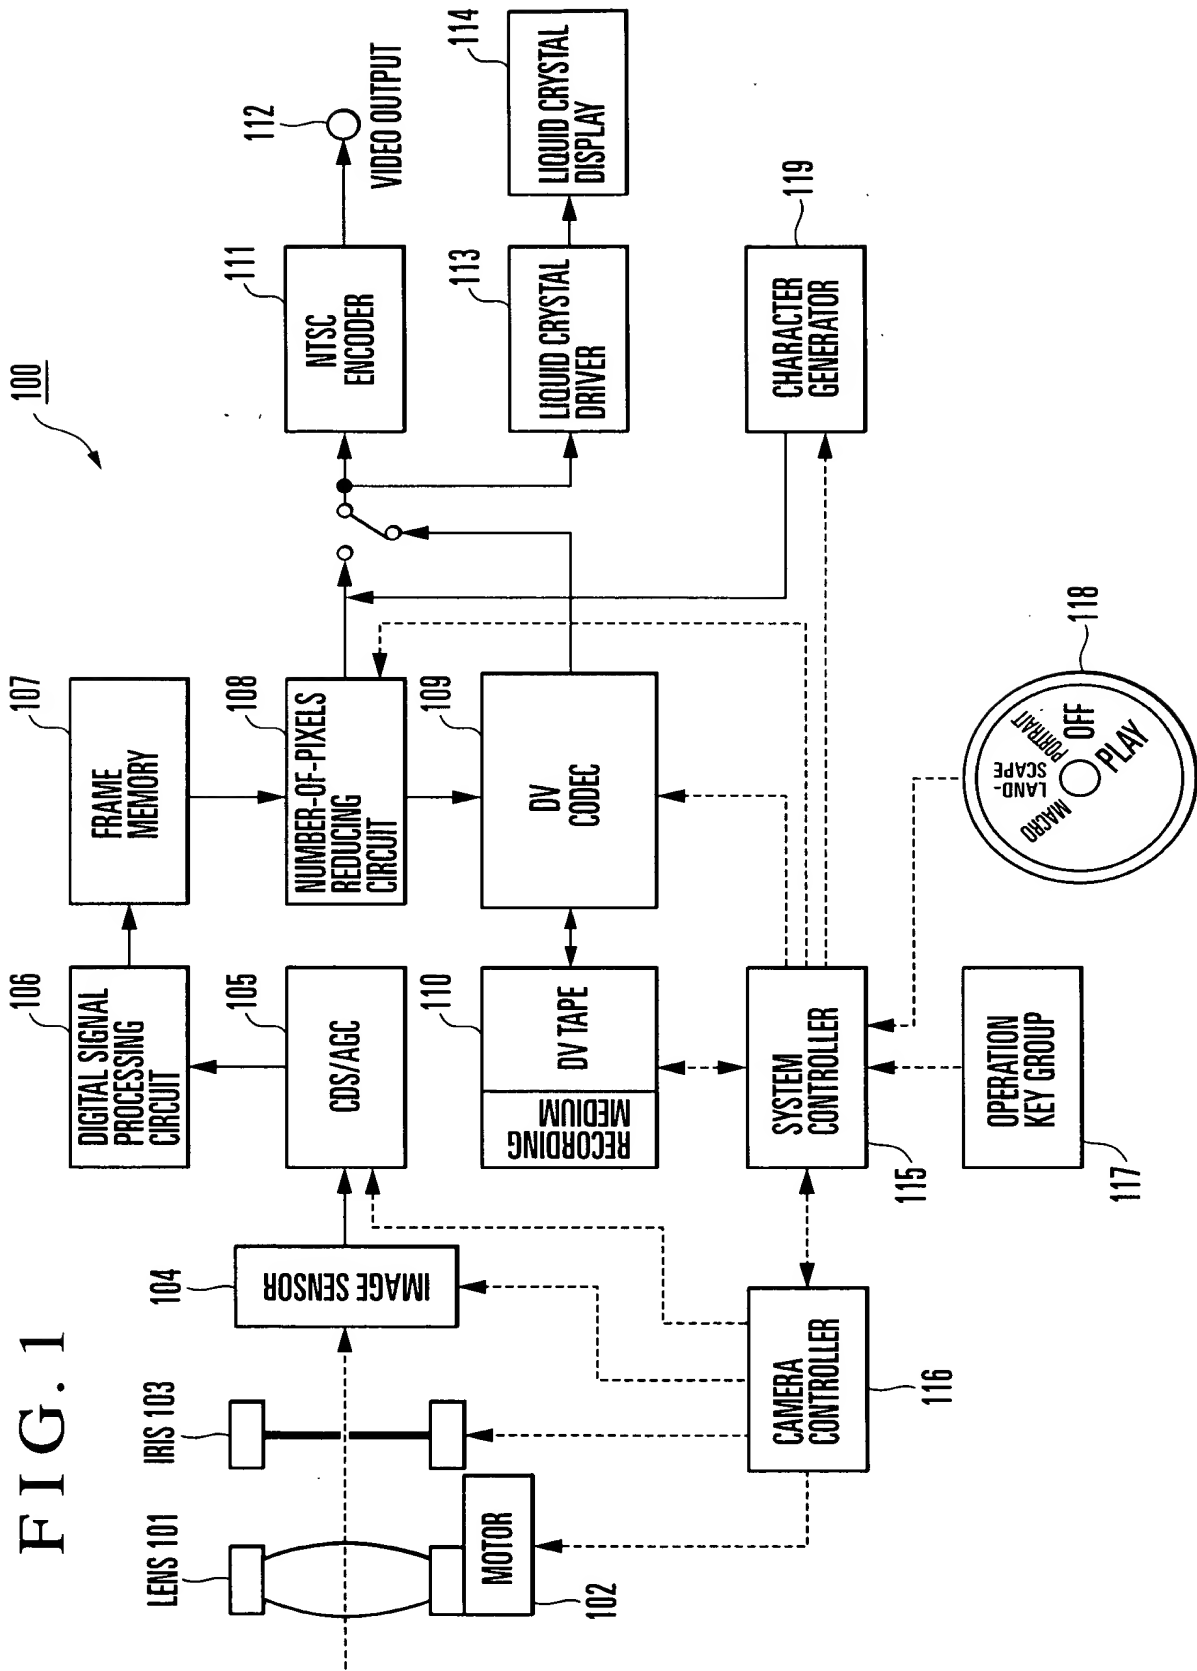 FIG. 1
100
LENS 101
IRIS 103
104
IMAGE SENSOR
MOTOR
102
106
DIGITAL SIGNAL
PROCESSING
CIRCUIT
107
FRAME
MEMORY
105
CDS/AGC
108
NUMBER-OF-PIXELS
REDUCING
CIRCUIT
111
NTSC
ENCODER
112
VIDEO OUTPUT
110
RECORDING
MEDIUM
DV TAPE
109
DV
CODEC
113
LIQUID CRYSTAL
DRIVER
114
LIQUID CRYSTAL
DISPLAY
CAMERA
CONTROLLER
116
SYSTEM
CONTROLLER
115
CHARACTER
GENERATOR
119
OPERATION
KEY GROUP
117
118
MACRO
LAND-
SCAPE
PORTRAIT
OFF
PLAY